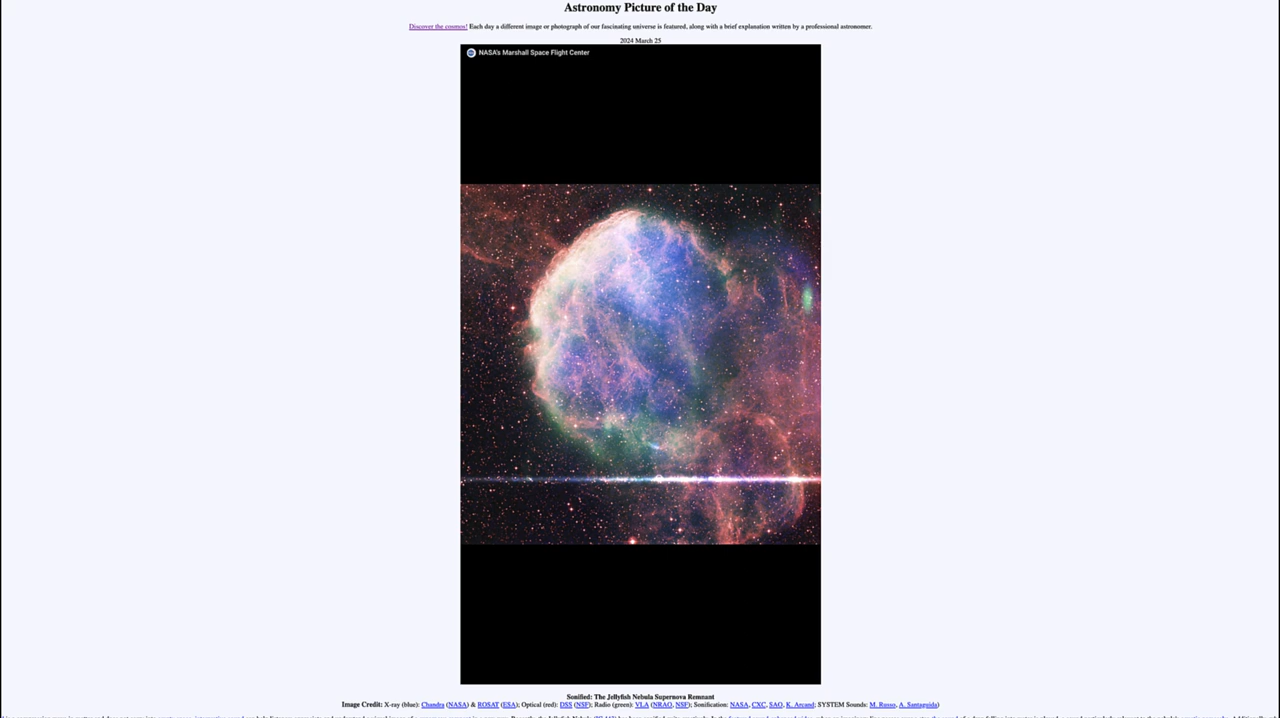 Astronomy Picture of the Day
Discover the cosmos! Each day a different image or photograph of our fascinating universe is featured, along with a brief explanation written by a professional astronomer.
2024 March 25
NASA's Marshall Space Flight Center
Sonified: The Jellyfish Nebula Supernova Remnant
Image Credit: X-ray (blue): Chandra (NASA) & ROSAT (ESA); Optical (red): DSS (NSF); Radio (green): VLA (NRAO, NSF); Sonification: NASA, CXC, SAO, K. Arcand; SYSTEM Sounds: M. Russo, A. Santaguida)